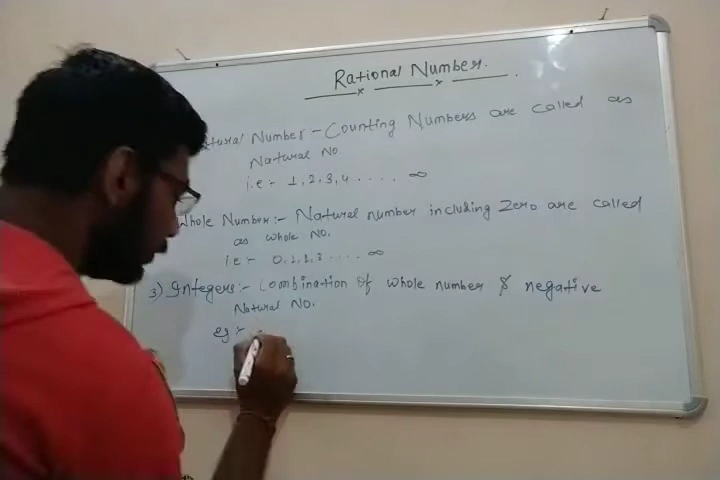 Rational Number.
Number - Counting Numbers are called as
Natural No
i.e :- 1, 2, 3, 4 . . . . ∞
Whole Number :- Natural number including Zero are called
as whole No.
i.e :- 0, 1, 2, 3 . . . . ∞
3) Integers :- Combination of whole number & negative
Natural No.
eg :-